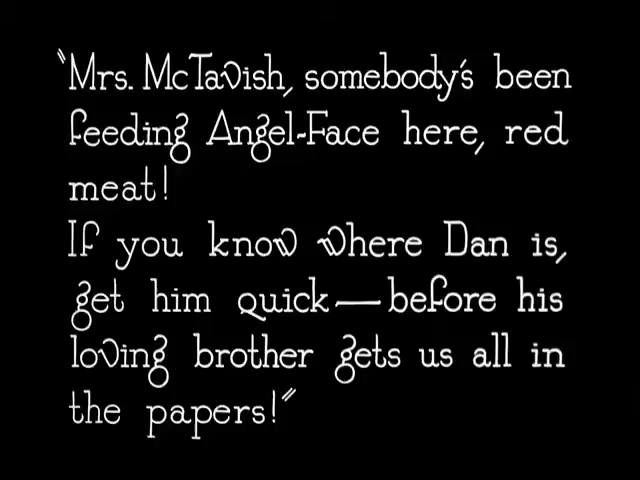 "Mrs. McTavish, somebody's been
feeding Angel-Face here, red
meat!
If you know where Dan is,
get him quick—before his
loving brother gets us all in
the papers!"